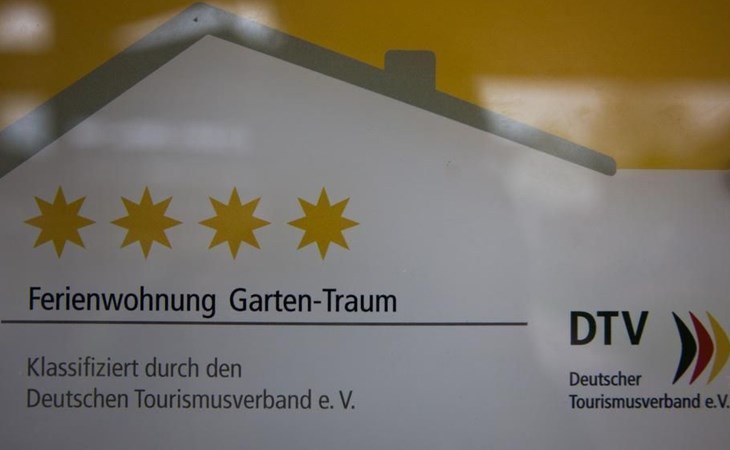 Ferienwohnung Garten-Traum
Klassifiziert durch den
Deutschen Tourismusverband e. V.
DTV
Deutscher
Tourismusverband e.V.